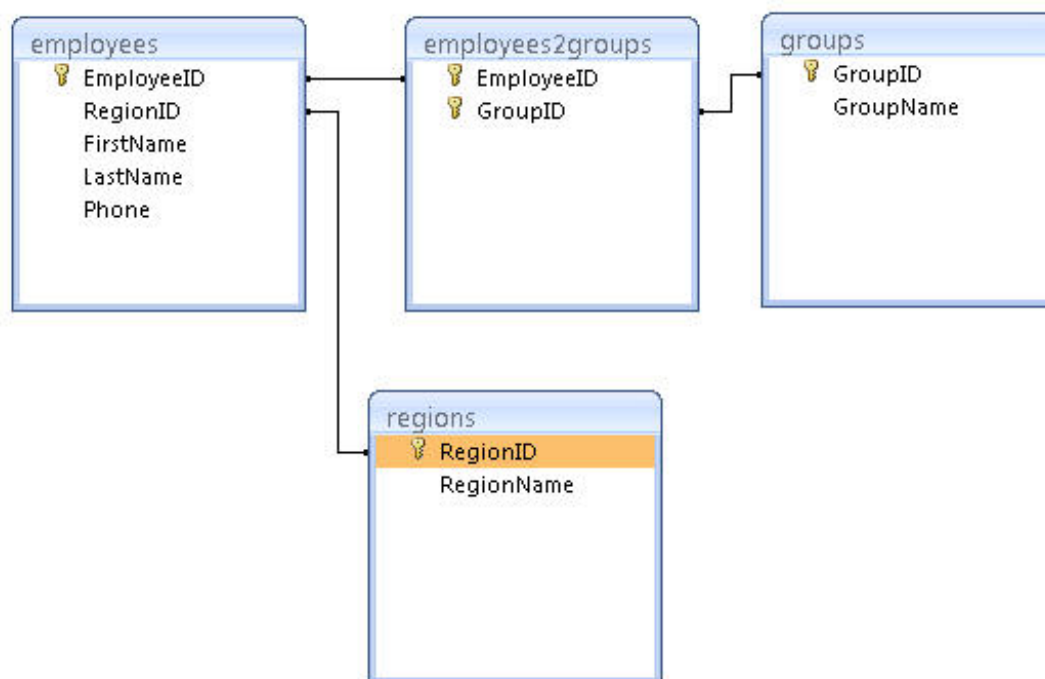 employees
EmployeeID
RegionID
FirstName
LastName
Phone
employees2groups
EmployeeID
GroupID
groups
GroupID
GroupName
regions
RegionID
RegionName